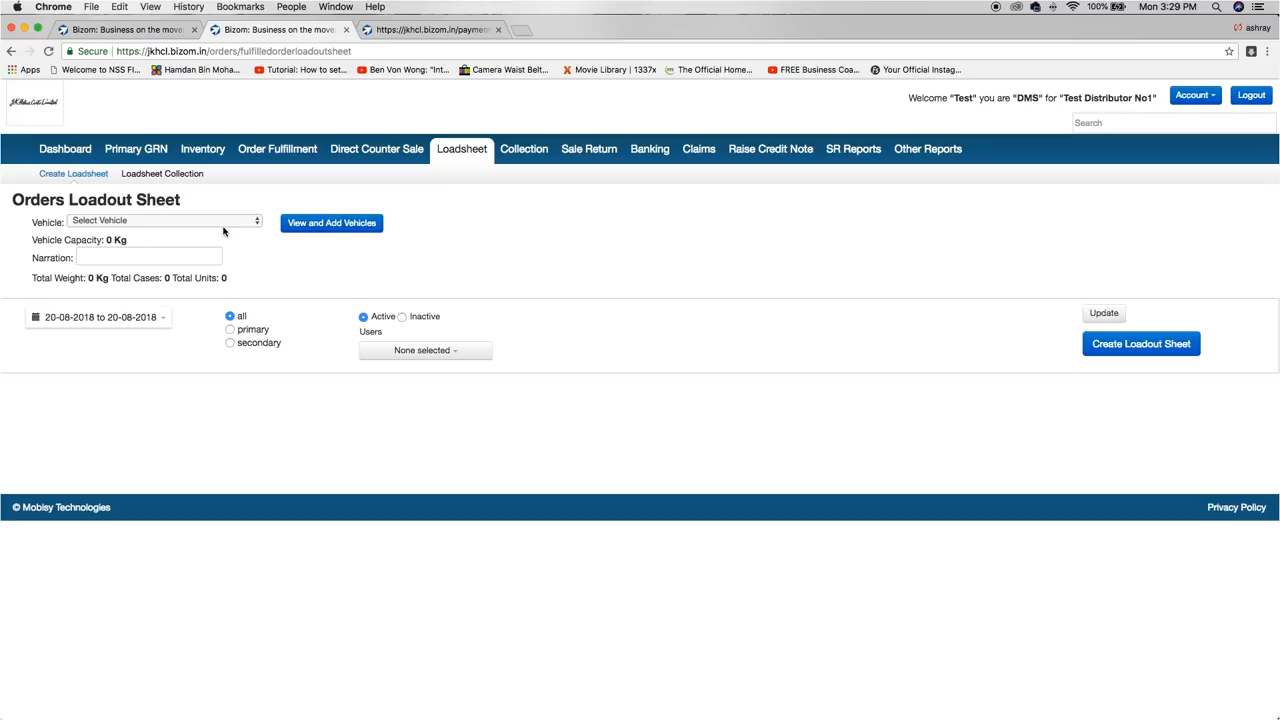 Chrome File Edit View History Bookmarks People Window Help 100% Mon 3:29 PM
Bizom: Business on the move Bizom: Business on the move https://jkhcl.bizom.in/payment ashray
Secure https://jkhcl.bizom.in/orders/fulfilledorderloadoutsheet
Apps Welcome to NSS FI... Hamdan Bin Moha... Tutorial: How to set... Ben Von Wong: "Int... Camera Waist Belt... Movie Library | 1337x The Official Home... FREE Business Coa... Your Official Instag...
Welcome "Test" you are "DMS" for "Test Distributor No1" Account Logout
Search
Dashboard Primary GRN Inventory Order Fulfillment Direct Counter Sale Loadsheet Collection Sale Return Banking Claims Raise Credit Note SR Reports Other Reports
Create Loadsheet Loadsheet Collection
Orders Loadout Sheet
Vehicle: Select Vehicle View and Add Vehicles
Vehicle Capacity: 0 Kg
Narration:
Total Weight: 0 Kg Total Cases: 0 Total Units: 0
20-08-2018 to 20-08-2018 all Active Inactive Update
primary Users
secondary None selected Create Loadout Sheet
© Mobisy Technologies Privacy Policy